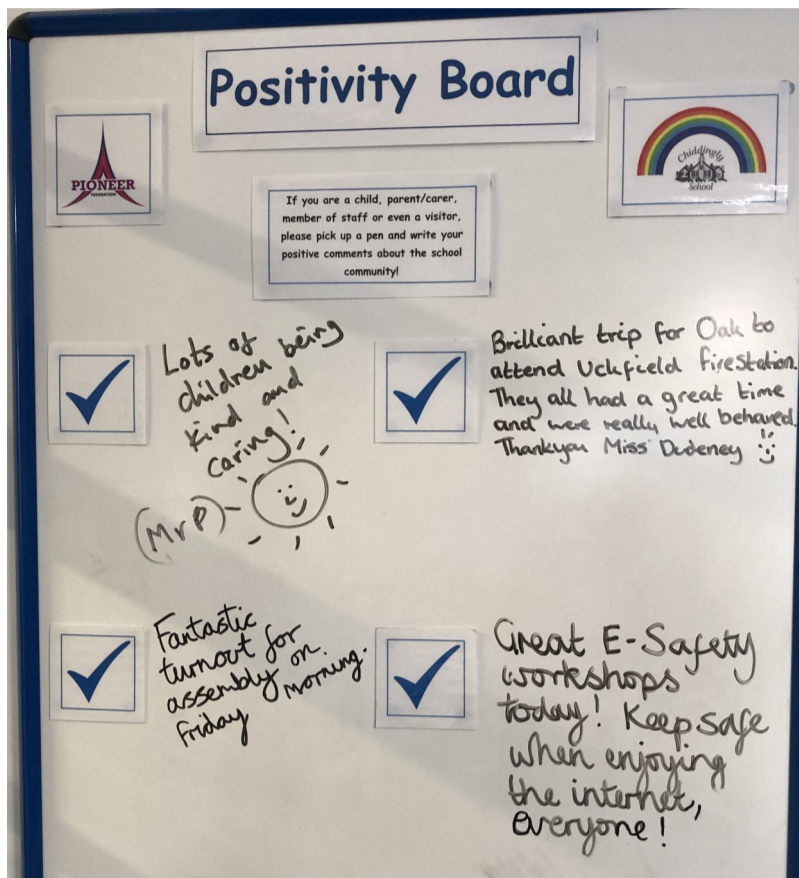 Positivity Board
PIONEER
FOUNDATION
Chiddingly
School
If you are a child, parent/carer,
member of staff or even a visitor,
please pick up a pen and write your
positive comments about the school
community!
Lots of
children being
kind and
caring!
(Mr P)
Brilliant trip for Oak to
attend Uckfield firestation.
They all had a great time
and were really well behaved.
Thankyou Miss Dudeney
Fantastic
turnout for
assembly on
Friday morning.
Great E-Safety
workshops
today! Keep safe
when enjoying
the internet,
everyone!